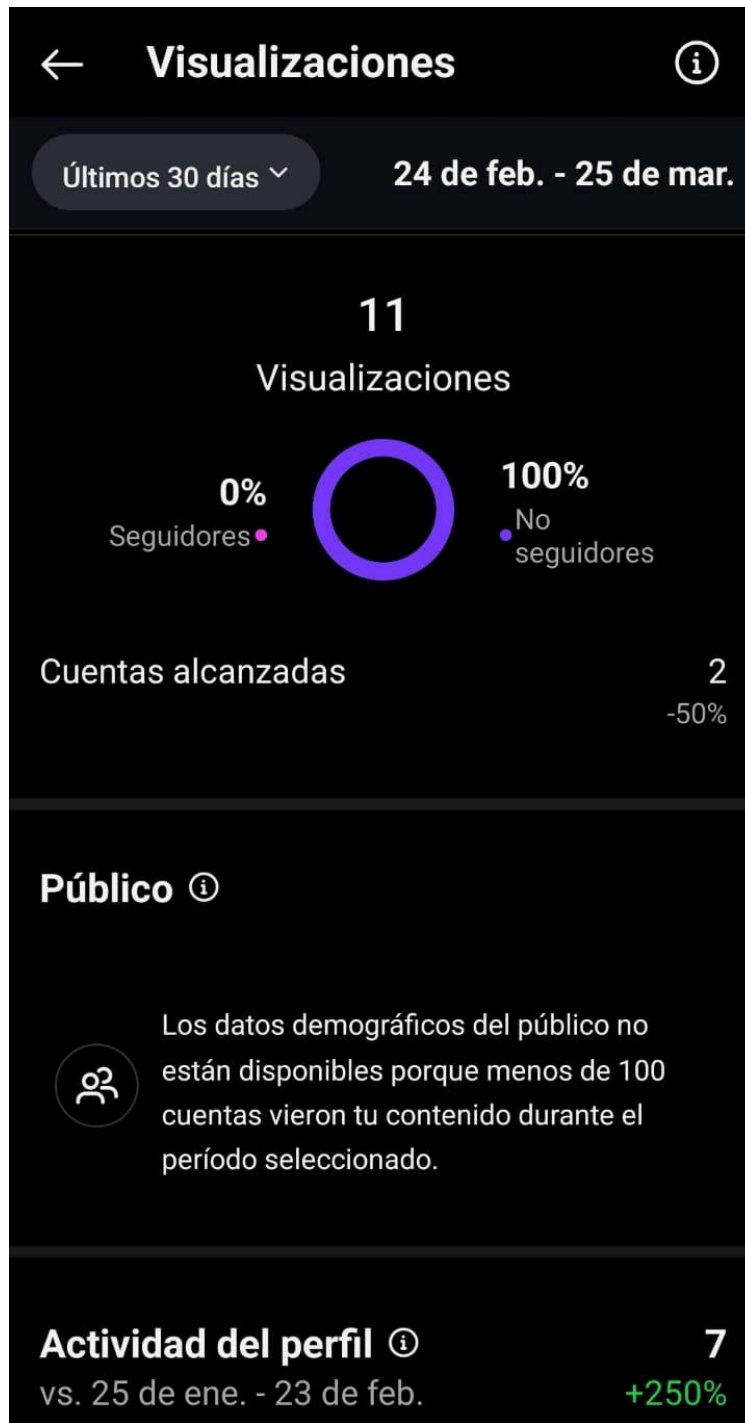 Visualizaciones
Últimos 30 días
24 de feb. - 25 de mar.
11
Visualizaciones
0%
Seguidores
100%
No
seguidores
Cuentas alcanzadas
2
-50%
Público
Los datos demográficos del público no
están disponibles porque menos de 100
cuentas vieron tu contenido durante el
período seleccionado.
Actividad del perfil
7
vs. 25 de ene. - 23 de feb.
+250%